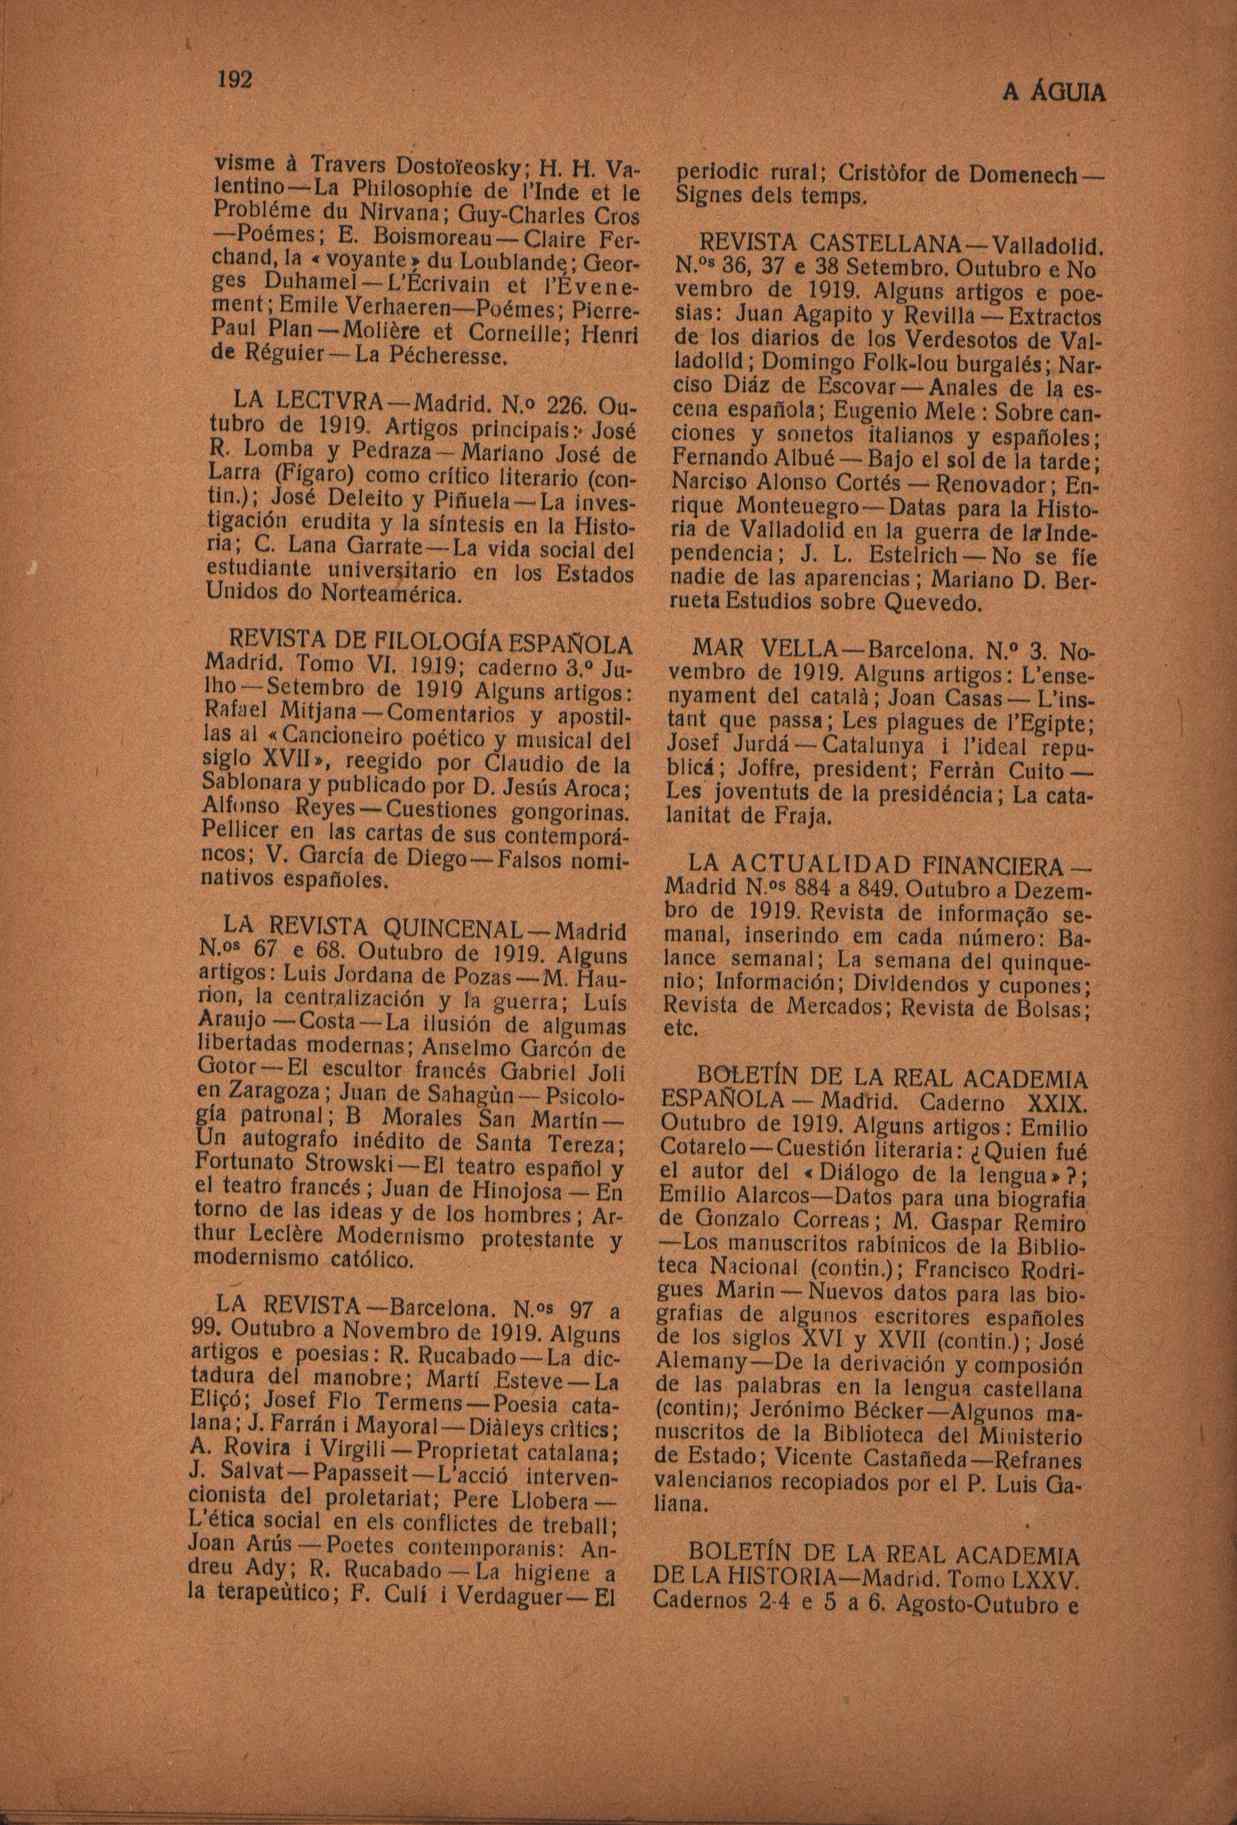 192
A ÁGUIA
visme à Travers Dostoïeosky; H. H. Va-
lentino—La Philosophie de l'Inde et le
Probléme du Nirvana; Guy-Charles Cros
—Poémes; E. Boismoreau—Claire Fer-
chand, la «voyante» du Loublande; Geor-
ges Duhamel—L'Écrivain et l'Évene-
ment; Emile Verhaeren—Poémes; Pierre-
Paul Plan—Molière et Corneille; Henri
de Réguier—La Pécheresse.
LA LECTVRA—Madrid. N.º 226. Ou-
tubro de 1919. Artigos principais: José
R. Lomba y Pedraza—Mariano José de
Larra (Fígaro) como crítico literario (con-
tin.); José Deleito y Piñuela—La inves-
tigación erudita y la síntesis en la Histo-
ria; C. Lana Garrate—La vida social del
estudiante universitario en los Estados
Unidos do Norteamérica.
REVISTA DE FILOLOGÍA ESPAÑOLA
Madrid. Tomo VI. 1919; caderno 3.º Ju-
lho—Setembro de 1919 Alguns artigos:
Rafael Mitjana—Comentarios y apostil-
las al «Cancioneiro poético y musical del
siglo XVII», reegido por Claudio de la
Sablonara y publicado por D. Jesús Aroca;
Alfonso Reyes—Cuestiones gongorinas.
Pellicer en las cartas de sus contemporá-
ncos; V. García de Diego—Falsos nomi-
nativos españoles.
LA REVISTA QUINCENAL—Madrid
N.os 67 e 68. Outubro de 1919. Alguns
artigos: Luis Jordana de Pozas—M. Hau-
rion, la centralización y la guerra; Luís
Araujo—Costa—La ilusión de algumas
libertadas modernas; Anselmo Garcón de
Gotor—El escultor francés Gabriel Joli
en Zaragoza; Juan de Sahagùn—Psicolo-
gía patronal; B Morales San Martín—
Un autografo inédito de Santa Tereza;
Fortunato Strowski—El teatro español y
el teatro francés; Juan de Hinojosa—En
torno de las ideas y de los hombres; Ar-
thur Leclère Modernismo protestante y
modernismo católico.
LA REVISTA—Barcelona. N.os 97 a
99. Outubro a Novembro de 1919. Alguns
artigos e poesias: R. Rucabado—La dic-
tadura del manobre; Martí Esteve—La
Eliçó; Josef Flo Termens—Poesia cata-
lana; J. Farrán i Mayoral—Diàleys crìtics;
A. Rovira i Virgili—Proprietat catalana;
J. Salvat—Papasseit—L'acció interven-
cionista del proletariat; Pere Llobera—
L'ética social en els conflictes de treball;
Joan Arús—Poetes contemporanis: An-
dreu Ady; R. Rucabado—La higiene a
la terapeùtico; F. Culí i Verdaguer—El
periodic rural; Cristòfor de Domenech—
Signes dels temps.
REVISTA CASTELLANA—Valladolid.
N.os 36, 37 e 38 Setembro. Outubro e No
vembro de 1919. Alguns artigos e poe-
sias: Juan Agapito y Revilla—Extractos
de los diarios de los Verdesotos de Val-
ladolid; Domingo Folk-lou burgalés; Nar-
ciso Diáz de Escovar—Anales de la es-
cena española; Eugenio Mele: Sobre can-
ciones y sonetos italianos y españoles;
Fernando Albué—Bajo el sol de la tarde;
Narciso Alonso Cortés—Renovador; En-
rique Monteuegro—Datas para la Histo-
ria de Valladolid en la guerra de la Inde-
pendencia; J. L. Estelrich—No se fíe
nadie de las aparencias; Mariano D. Ber-
rueta Estudios sobre Quevedo.
MAR VELLA—Barcelona. N.º 3. No-
vembro de 1919. Alguns artigos: L'ense-
nyament del català; Joan Casas—L'ins-
tant que passa; Les plagues de l'Egipte;
Josef Jurdá—Catalunya i l'ideal repu-
blicá; Joffre, president; Ferràn Cuito—
Les joventuts de la presidéncia; La cata-
lanitat de Fraja.
LA ACTUALIDAD FINANCIERA—
Madrid N.os 884 a 849. Outubro a Dezem-
bro de 1919. Revista de informação se-
manal, inserindo em cada número: Ba-
lance semanal; La semana del quinque-
nio; Información; Dividendos y cupones;
Revista de Mercados; Revista de Bolsas;
etc.
BOLETÍN DE LA REAL ACADEMIA
ESPAÑOLA—Madrid. Caderno XXIX.
Outubro de 1919. Alguns artigos: Emilio
Cotarelo—Cuestión literaria: ¿Quien fué
el autor del «Diálogo de la lengua»?;
Emilio Alarcos—Datos para una biografia
de Gonzalo Correas; M. Gaspar Remiro
—Los manuscritos rabínicos de la Biblio-
teca Nacional (contin.); Francisco Rodri-
gues Marin—Nuevos datos para las bio-
grafias de algunos escritores españoles
de los siglos XVI y XVII (contin.); José
Alemany—De la derivación y composión
de las palabras en la lengua castellana
(contin); Jerónimo Bécker—Algunos ma-
nuscritos de la Biblioteca del Ministerio
de Estado; Vicente Castañeda—Refranes
valencianos recopiados por el P. Luis Ga-
liana.
BOLETÍN DE LA REAL ACADEMIA
DE LA HISTORIA—Madrid. Tomo LXXV.
Cadernos 2-4 e 5 a 6. Agosto-Outubro e